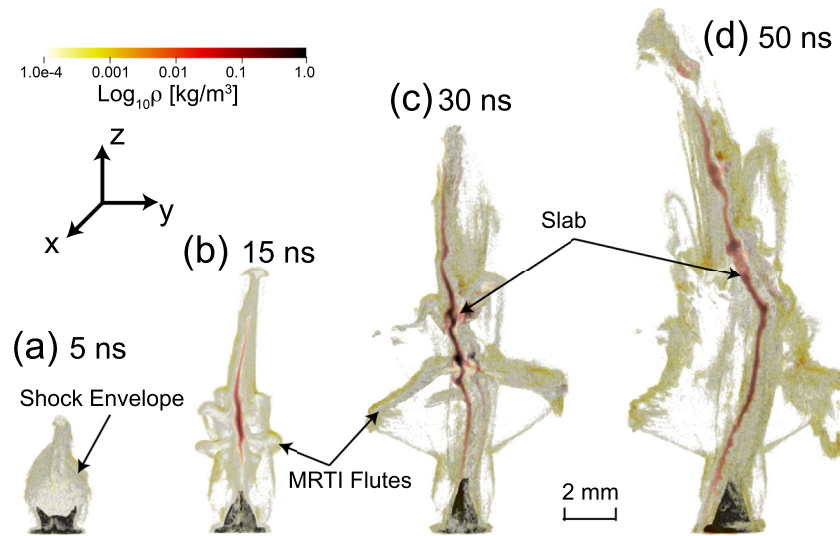 (d) 50 ns
1.0e-4 0.001 0.01 0.1 1.0
Log₁₀ρ [kg/m³]
(c) 30 ns
z
y
x
Slab
(b) 15 ns
(a) 5 ns
Shock Envelope
MRTI Flutes
2 mm